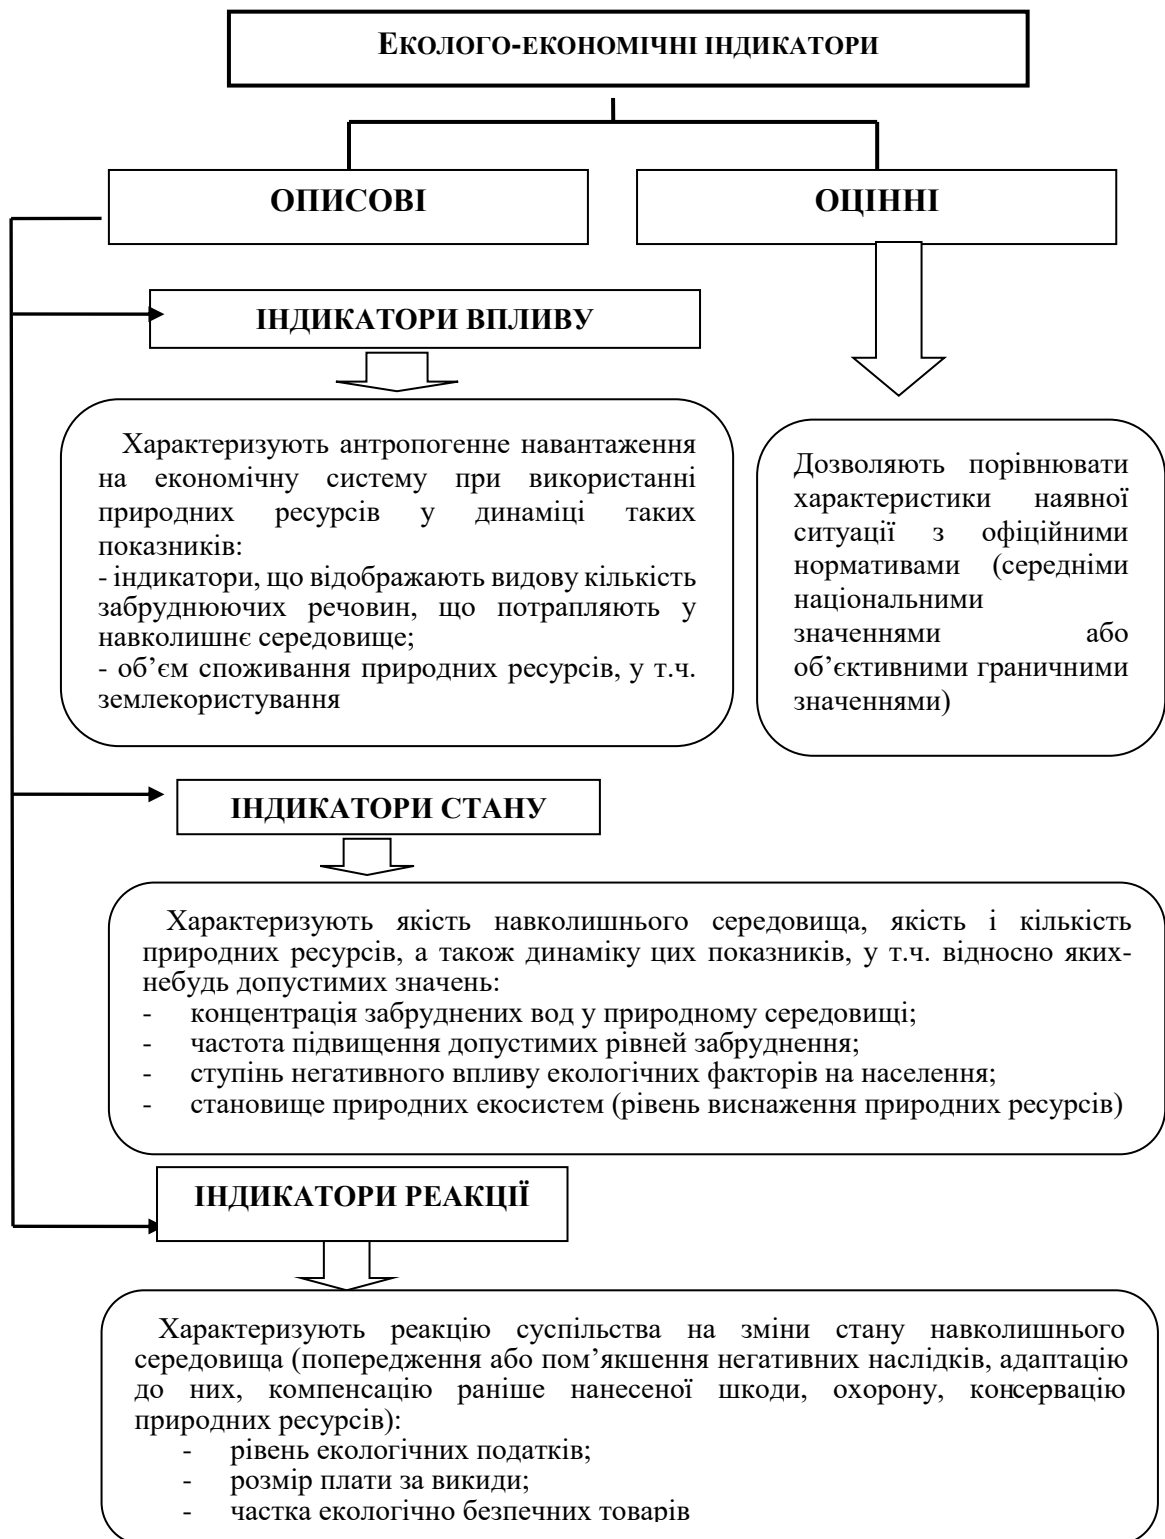 ЕКОЛОГО-ЕКОНОМІЧНІ ІНДИКАТОРИ
ОПИСОВІ
ОЦІННІ
ІНДИКАТОРИ ВПЛИВУ
Характеризують антропогенне навантаження
на економічну систему при використанні
природних ресурсів у динаміці таких
показників:
- індикатори, що відображають видову кількість
забруднюючих речовин, що потрапляють у
навколишнє середовище;
- об’єм споживання природних ресурсів, у т.ч.
землекористування
Дозволяють порівнювати
характеристики наявної
ситуації з офіційними
нормативами (середніми
національними
значеннями або
об’єктивними граничними
значеннями)
ІНДИКАТОРИ СТАНУ
Характеризують якість навколишнього середовища, якість і кількість
природних ресурсів, а також динаміку цих показників, у т.ч. відносно яких-
небудь допустимих значень:
- концентрація забруднених вод у природному середовищі;
- частота підвищення допустимих рівней забруднення;
- ступінь негативного впливу екологічних факторів на населення;
- становище природних екосистем (рівень виснаження природних ресурсів)
ІНДИКАТОРИ РЕАКЦІЇ
Характеризують реакцію суспільства на зміни стану навколишнього
середовища (попередження або пом’якшення негативних наслідків, адаптацію
до них, компенсацію раніше нанесеної шкоди, охорону, консервацію
природних ресурсів):
- рівень екологічних податків;
- розмір плати за викиди;
- частка екологічно безпечних товарів